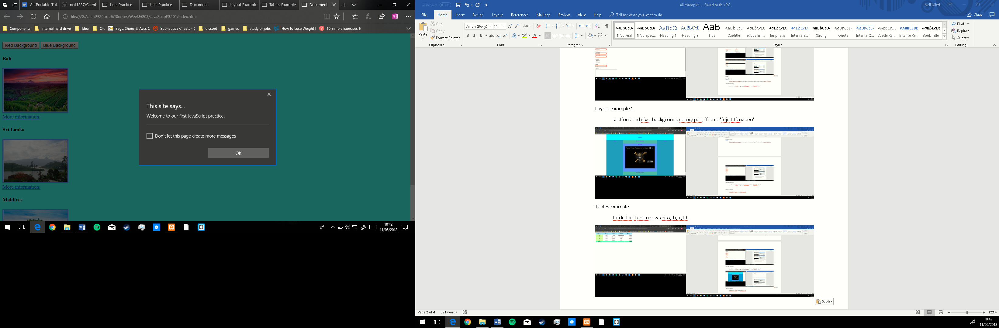 Git Portable Tut
neil1237/Client
Lists Practice
Lists Practice
Document
Layout Example
Tables Example
Document
file:///G:/client%20side%20notes/Week%203/JavaScript%201/index.html
Components
Internal hard drive
Idea
OK
Bags, Shoes & Accs C
Subnautica Cheats - (
discord
games
study or jobs
How to Lose Weight
16 Simple Exercises T
Red Background
Blue Background
Bali
More information:
Sri Lanka
More information:
Maldives
This site says...
Welcome to our first JavaScript practice!
Don't let this page create more messages
OK
10:42
11/05/2018
AutoSave Off
all examples - Saved to this PC
Neil Mizzi
File Home Insert Design Layout References Mailings Review View Help Tell me what you want to do
Share
Paste
Cut
Copy
Format Painter
Clipboard
Calibri (Body) 11
Font
Paragraph
AaBbCcDc AaBbCcDc AaBbCc AaBbCcE AaB AaBbCcD AaBbCcDc AaBbCcDc AaBbCcDc AaBbCcDc AaBbCcDc AaBbCcDc AABBCCDC AABBCCDC AaBbCcDc
¶ Normal ¶ No Spac... Heading 1 Heading 2 Title Subtitle Subtle Em... Emphasis Intense E... Strong Quote Intense Q... Subtle Ref... Intense Re... Book Title
Styles
Find
Replace
Select
Editing
Layout Example 1
sections and divs, background color,span, iframe 'fejn titfa video'
Tables Example
tati kulur il certu rows biss,th,tr,td
(Ctrl)
Page 2 of 4 321 words
120%
10:42
11/05/2018